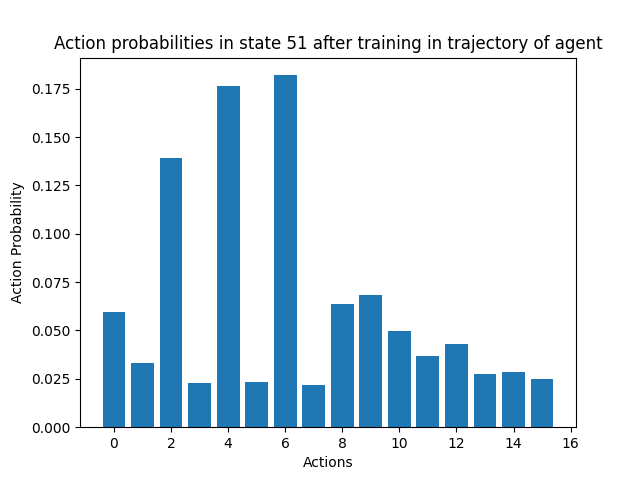 Action probabilities in state 51 after training in trajectory of agent
0.175
0.150
0.125
0.100
0.075
0.050
0.025
0.000
Action Probability
0 2 4 6 8 10 12 14 16
Actions